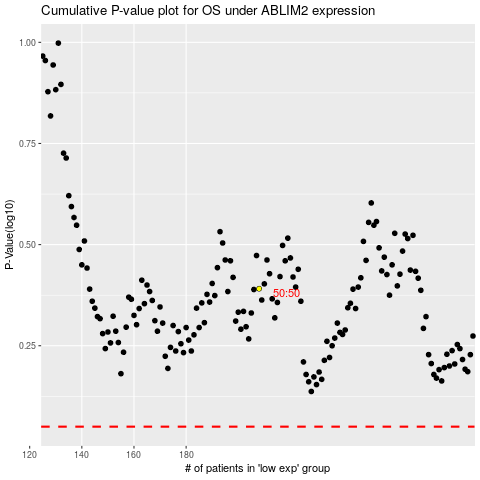 Cumulative P-value plot for OS under ABLIM2 expression
P-Value(log10)
1.00
0.75
0.50
0.25
50:50
120 140 160 180
# of patients in 'low exp' group